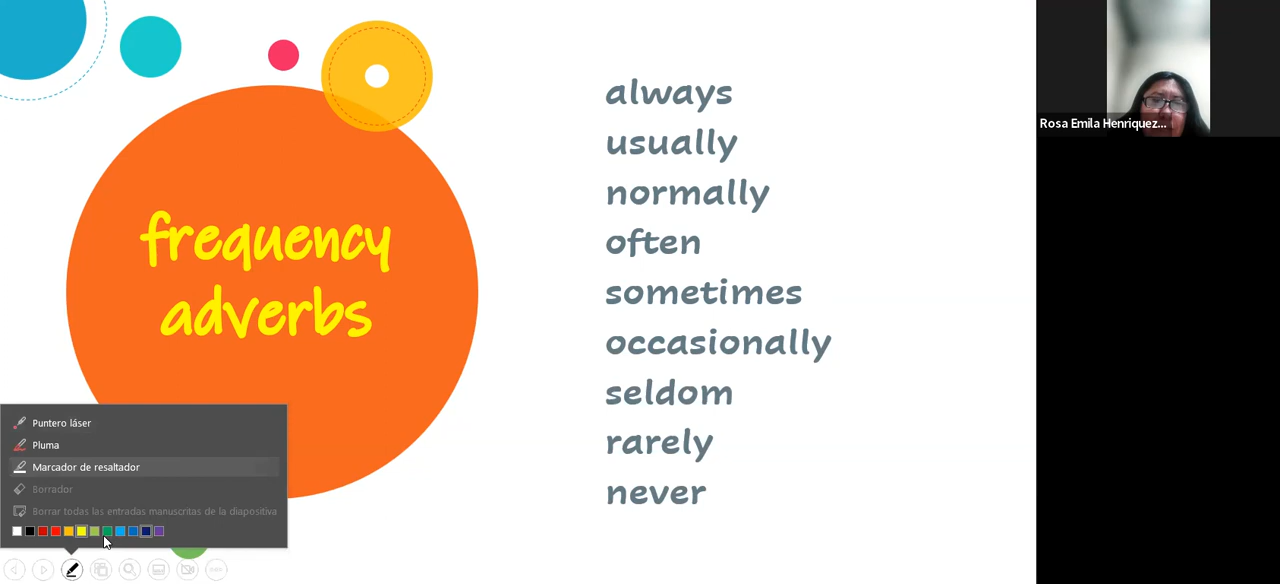 frequency
adverbs
always
usually
normally
often
sometimes
occasionally
seldom
rarely
never
Rosa Emila Henriquez...
Puntero láser
Pluma
Marcador de resaltador
Borrador
Borrar todas las entradas manuscritas de la diapositiva